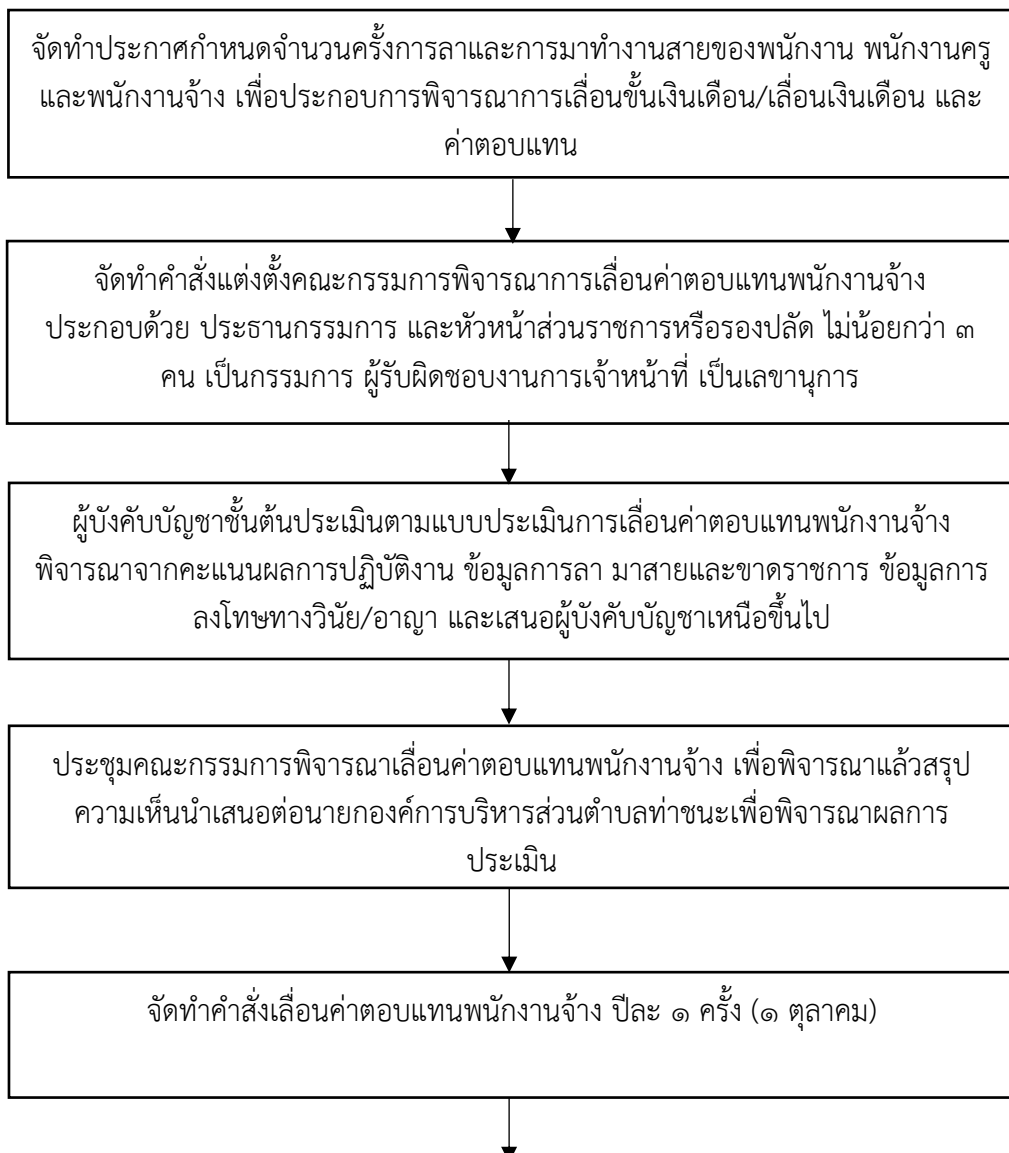 จัดทำประกาศกำหนดจำนวนครั้งการลาและการมาทำงานสายของพนักงาน พนักงานครู
และพนักงานจ้าง เพื่อประกอบการพิจารณาการเลื่อนขั้นเงินเดือน/เลื่อนเงินเดือน และ
ค่าตอบแทน
จัดทำคำสั่งแต่งตั้งคณะกรรมการพิจารณาการเลื่อนค่าตอบแทนพนักงานจ้าง
ประกอบด้วย ประธานกรรมการ และหัวหน้าส่วนราชการหรือรองปลัด ไม่น้อยกว่า ๓
คน เป็นกรรมการ ผู้รับผิดชอบงานการเจ้าหน้าที่ เป็นเลขานุการ
ผู้บังคับบัญชาชั้นต้นประเมินตามแบบประเมินการเลื่อนค่าตอบแทนพนักงานจ้าง
พิจารณาจากคะแนนผลการปฏิบัติงาน ข้อมูลการลา มาสายและขาดราชการ ข้อมูลการ
ลงโทษทางวินัย/อาญา และเสนอผู้บังคับบัญชาเหนือขึ้นไป
ประชุมคณะกรรมการพิจารณาเลื่อนค่าตอบแทนพนักงานจ้าง เพื่อพิจารณาแล้วสรุป
ความเห็นนำเสนอต่อนายกองค์การบริหารส่วนตำบลท่าชนะเพื่อพิจารณาผลการ
ประเมิน
จัดทำคำสั่งเลื่อนค่าตอบแทนพนักงานจ้าง ปีละ ๑ ครั้ง (๑ ตุลาคม)